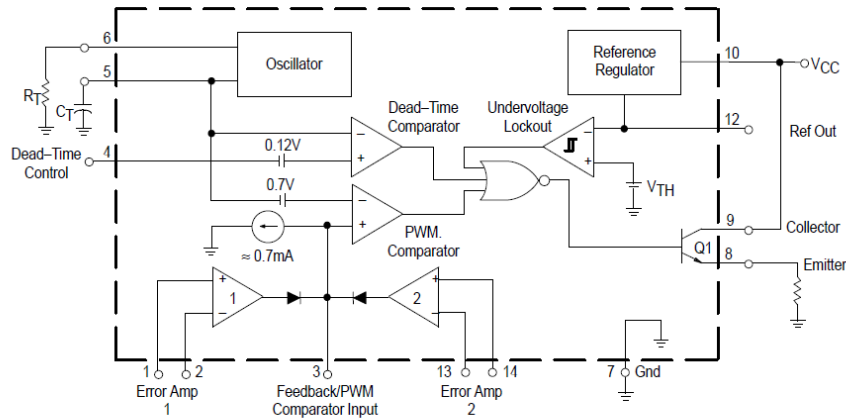 6
Oscillator
Reference
Regulator
10
VCC
5
RT
CT
Dead–Time
Comparator
Undervoltage
Lockout
12
Ref Out
–
+
–
+
Dead–Time
Control
4
0.12V
VTH
0.7V
–
+
PWM.
Comparator
≈ 0.7mA
9
Collector
Q1
8
Emitter
+
–
1
2
+
–
1
2
3
13
14
7
Gnd
Error Amp
1
Feedback/PWM
Comparator Input
Error Amp
2